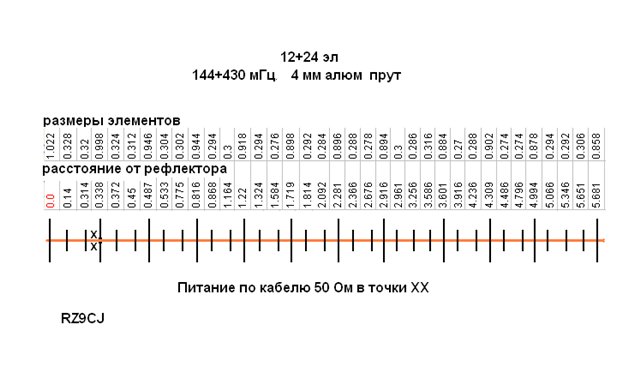 12+24 эл
144+430 мГц. 4 мм алюм прут
размеры элементов
1.022 0.328 0.32 0.998 0.324 0.312 0.946 0.304 0.302 0.944 0.294 0.3 0.918 0.294 0.276 0.898 0.292 0.284 0.896 0.288 0.278 0.894 0.3 0.286 0.316 0.884 0.27 0.288 0.902 0.274 0.274 0.878 0.294 0.292 0.306 0.858
расстояние от рефлектора
0.0 0.14 0.314 0.338 0.372 0.45 0.487 0.533 0.775 0.816 0.868 1.164 1.22 1.324 1.584 1.719 1.814 2.092 2.281 2.366 2.676 2.916 2.961 3.256 3.586 3.601 3.916 4.236 4.309 4.486 4.796 4.994 5.066 5.346 5.651 5.681
X
X
Питание по кабелю 50 Ом в точки XX
RZ9CJ